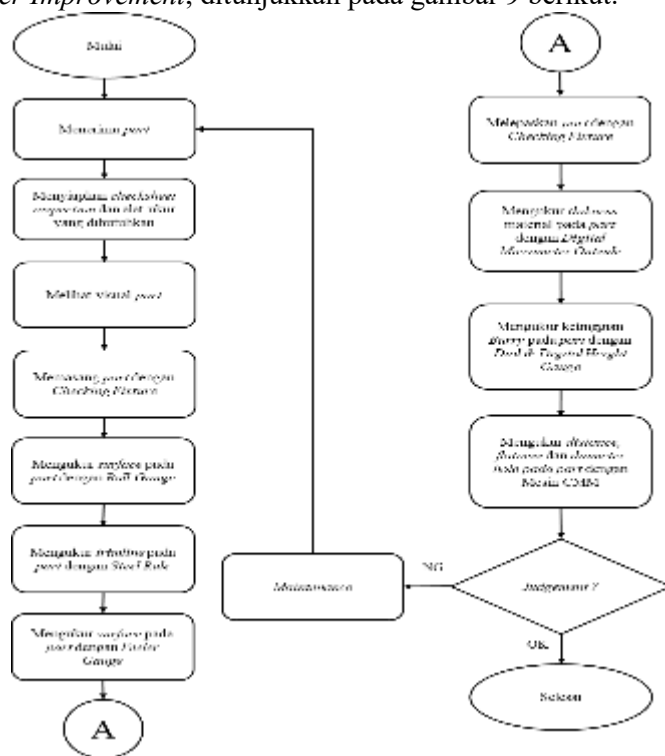 er Improvement, ditunjukkan pada gambar 9 berikut.
Mulai
Menerima part
Menyiapkan checksheet
inspection dan alat ukur
yang dibutuhkan
Melihat visual part
Memasang part dengan
Checking Fixture
Mengukur surface pada
part dengan Ball Gauge
Mengukur trimline pada
part dengan Steel Rule
Mengukur surface pada
part dengan Feeler
Gauge
A
A
Melepaskan part dengan
Checking Fixture
Mengukur thickness
material pada part
dengan Digital
Micrometer Outside
Mengukur ketinggian
Burry pada part dengan
Dial & Digital Height
Gauge
Mengukur distance,
flatness dan diameter
hole pada part dengan
Mesin CMM
Judgement ?
NG
Maintenance
OK
Selesai